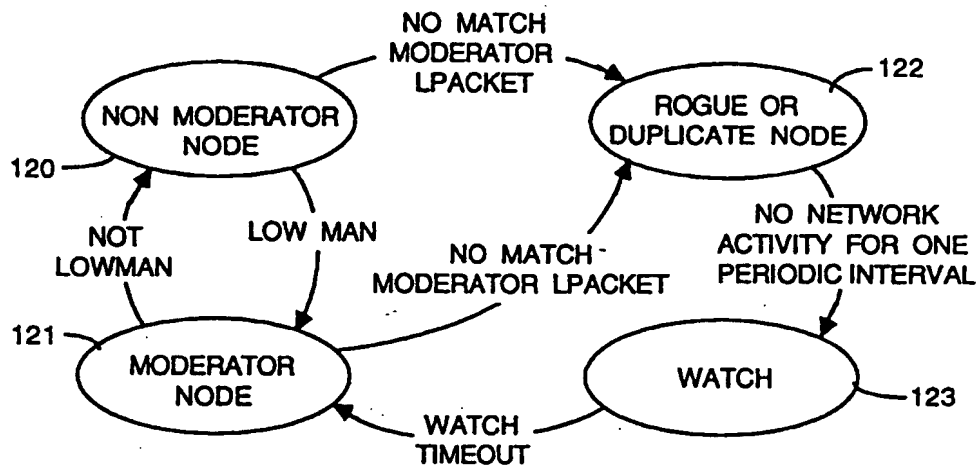 NO MATCH
MODERATOR
LPACKET
122
NON MODERATOR
NODE
ROGUE OR
DUPLICATE NODE
120
NOT
LOWMAN
LOW MAN
NO MATCH
MODERATOR LPACKET
NO NETWORK
ACTIVITY FOR ONE
PERIODIC INTERVAL
121
MODERATOR
NODE
WATCH
123
WATCH
TIMEOUT